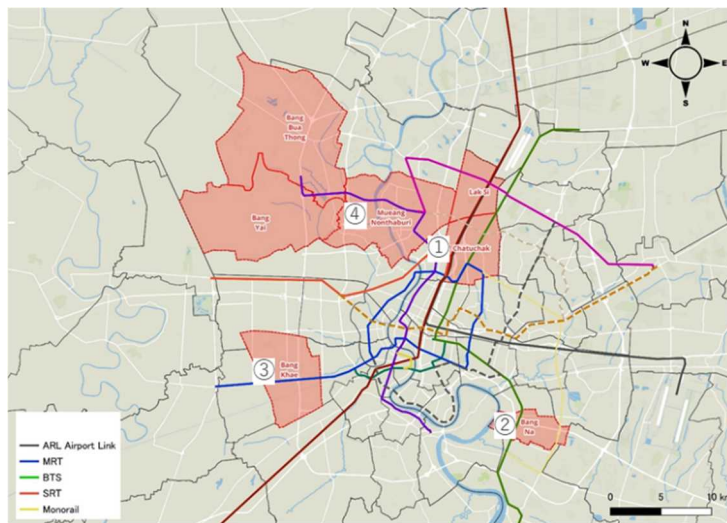 N
W
E
S
Bang
Bua
Thong
Lak Si
④
Mueang
Nonthaburi
Bang
Yai
①
Chatuchak
③
Bang
Khae
②
Bang
Na
ARL Airport Link
MRT
BTS
SRT
Monorail
0
5
10 km